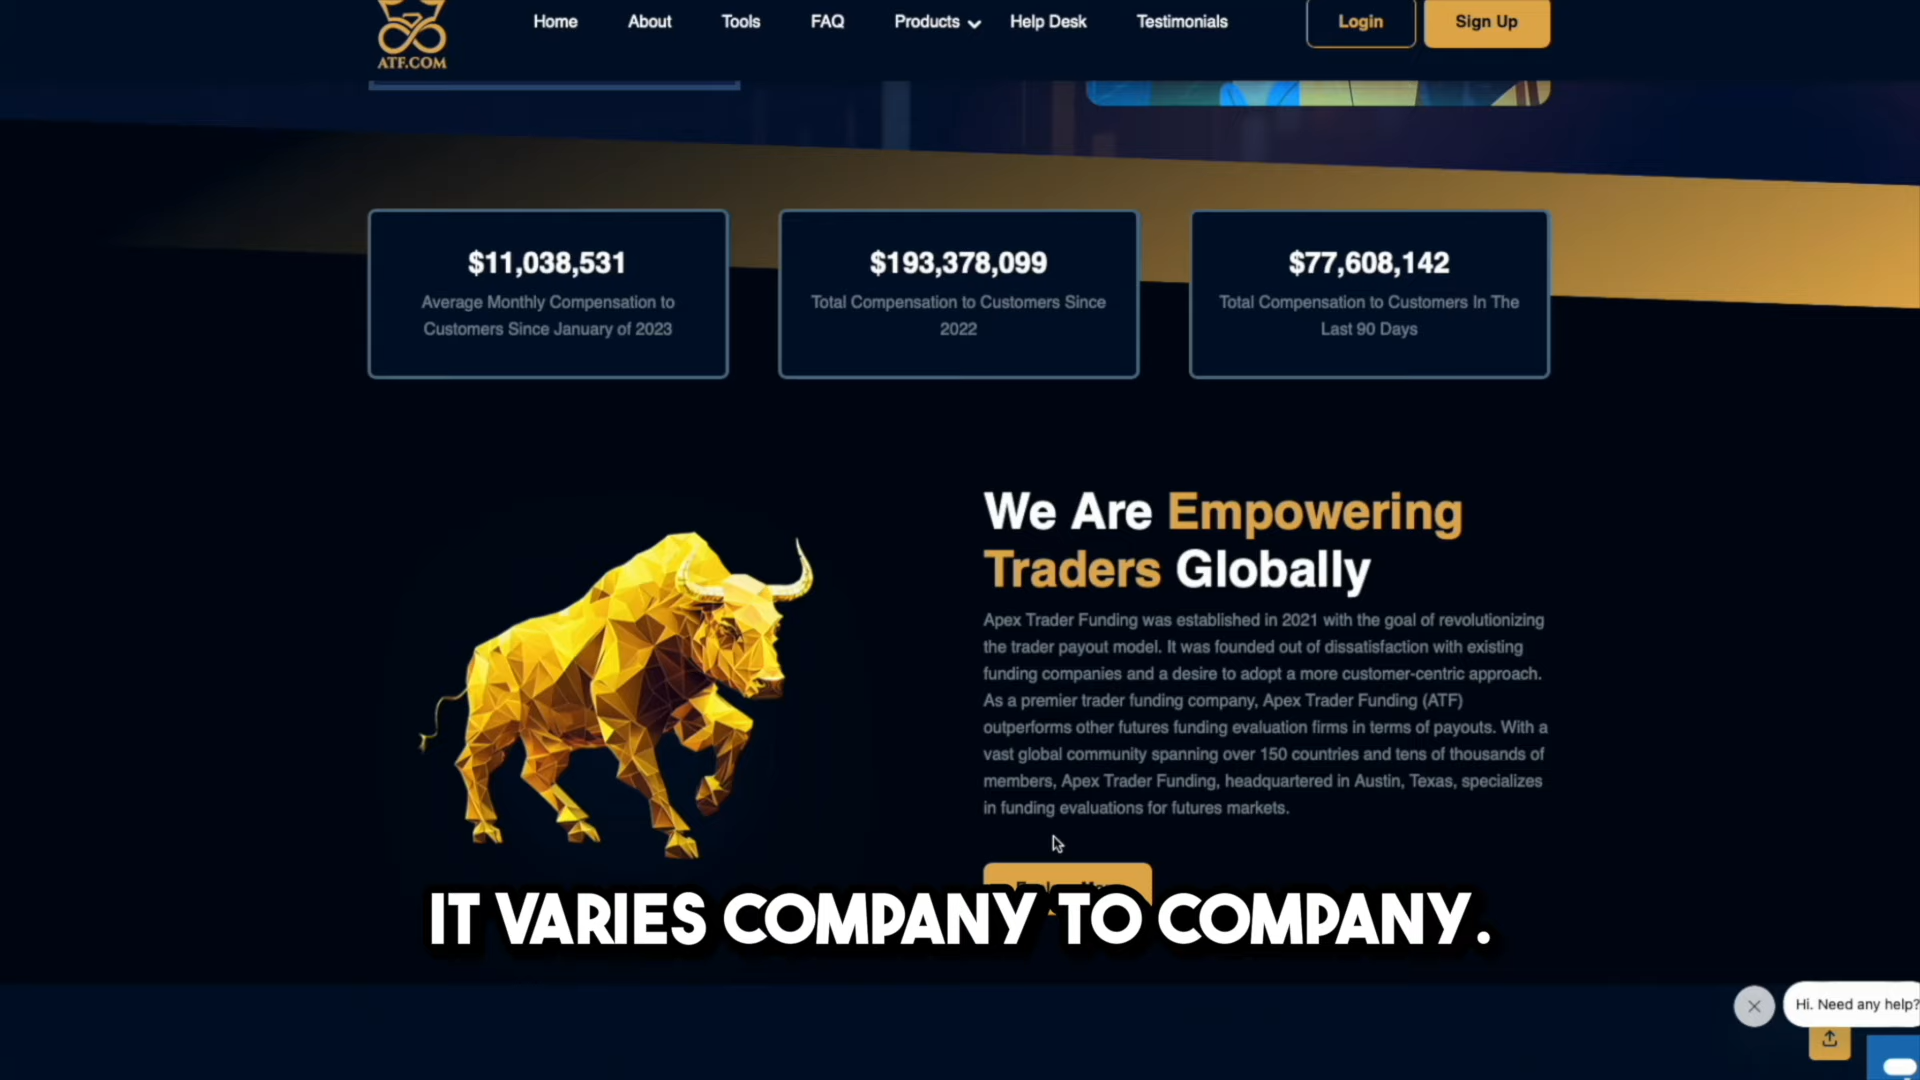 ATF.COM
Home
About
Tools
FAQ
Products
Help Desk
Testimonials
Login
Sign Up
$11,038,531
Average Monthly Compensation to
Customers Since January of 2023
$193,378,099
Total Compensation to Customers Since
2022
$77,608,142
Total Compensation to Customers In The
Last 90 Days
We Are Empowering
Traders Globally
Apex Trader Funding was established in 2021 with the goal of revolutionizing
the trader payout model. It was founded out of dissatisfaction with existing
funding companies and a desire to adopt a more customer-centric approach.
As a premier trader funding company, Apex Trader Funding (ATF)
outperforms other futures funding evaluation firms in terms of payouts. With a
vast global community spanning over 150 countries and tens of thousands of
members, Apex Trader Funding, headquartered in Austin, Texas, specializes
in funding evaluations for futures markets.
IT VARIES COMPANY TO COMPANY.
Hi. Need any help?